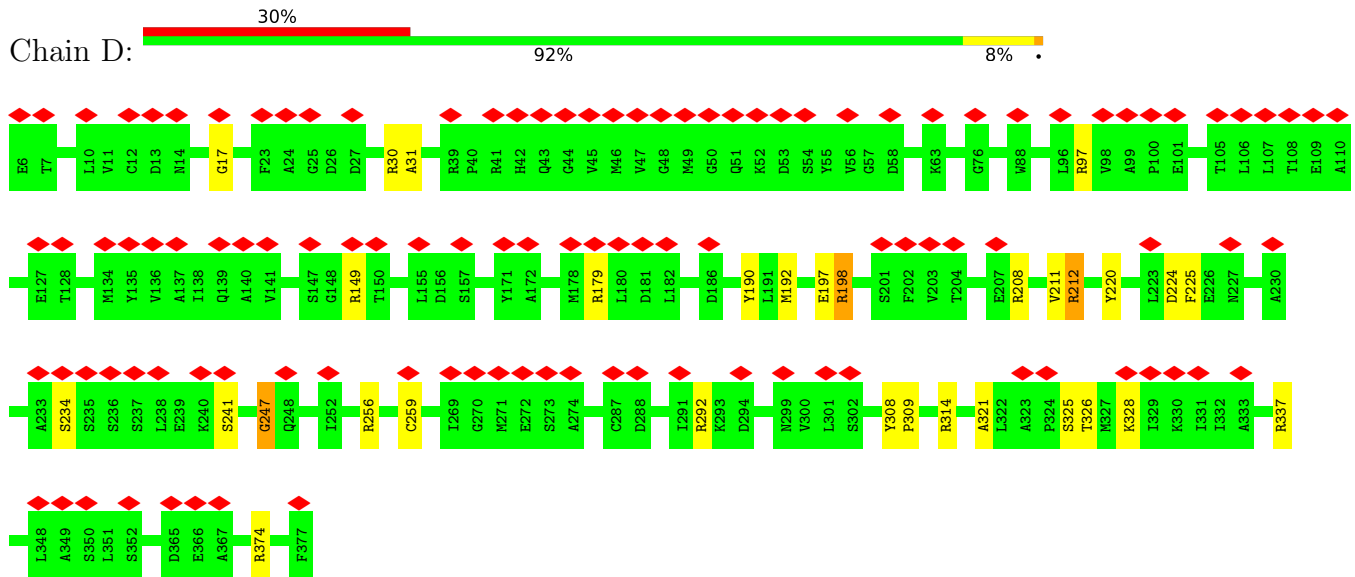 30%
Chain D:
92% 8% •
E6 T7 L10 V11 C12 D13 N14 G17 F23 A24 G25 D26 D27 R30 A31 R39 P40 R41 H42 Q43 G44 V45 M46 V47 G48 M49 G50 Q51 K52 D53 S54 Y55 V56 G57 D58 K63 G76 W88 L96 R97 V98 A99 P100 E101 T105 L106 L107 T108 E109 A110
E127 T128 M134 Y135 V136 A137 I138 Q139 A140 V141 S147 G148 R149 T150 L155 D156 S157 Y171 A172 M178 R179 L180 D181 L182 D186 Y190 L191 M192 E197 R198 S201 F202 V203 T204 E207 R208 V211 R212 Y220 L223 D224 F225 E226 N227 A230
A233 S234 S235 S236 S237 L238 E239 K240 S241 G247 Q248 I252 R256 C259 I269 G270 M271 E272 S273 A274 C287 D288 I291 R292 K293 D294 N299 V300 L301 S302 Y308 P309 R314 A321 L322 A323 P324 S325 T326 M327 K328 I329 K330 I331 I332 A333 R337
L348 A349 S350 L351 S352 D365 E366 A367 R374 F377